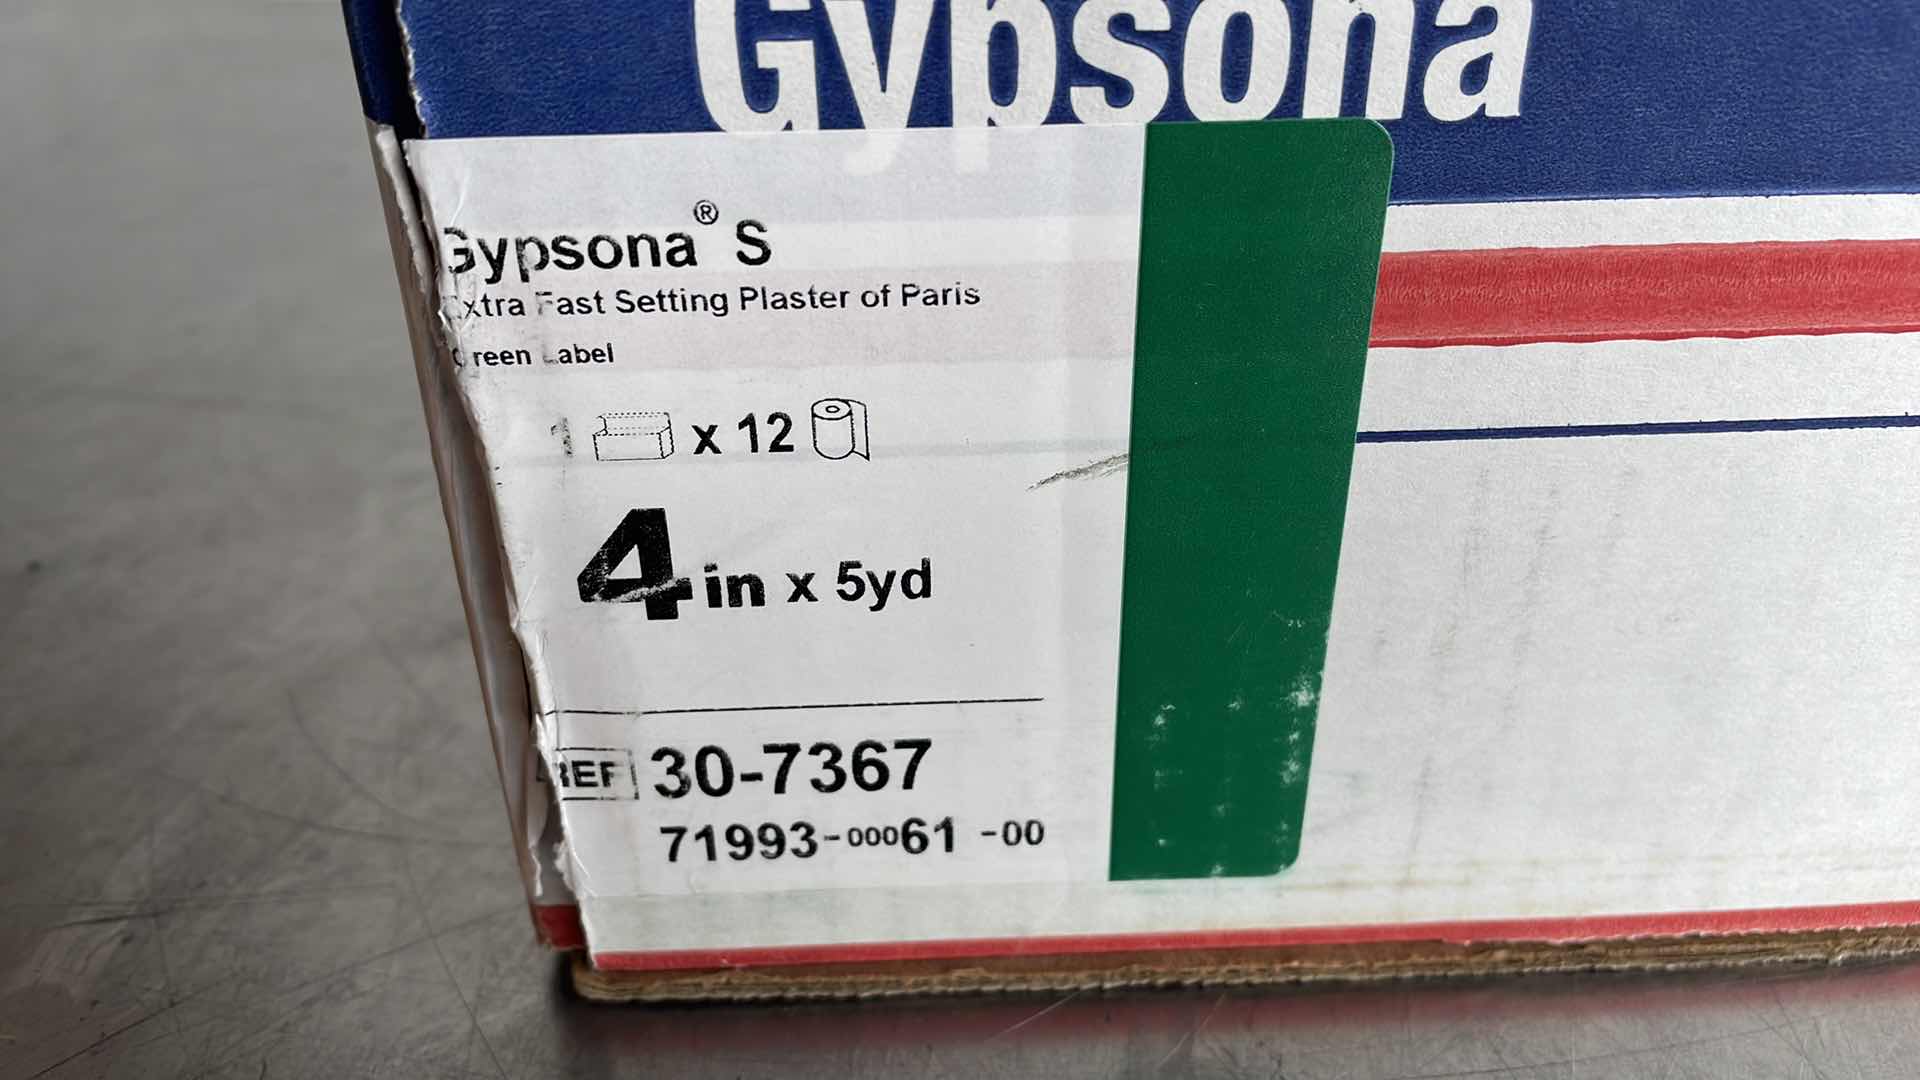 Gypsona
Gypsona® S
Extra Fast Setting Plaster of Paris
Green Label
1 x 12
4 in x 5yd
REF 30-7367
71993-00061 -00